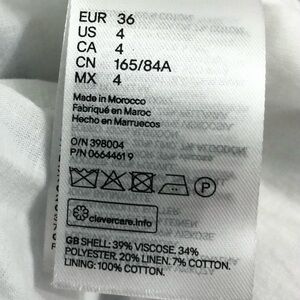 EUR 36
US 4
CA 4
CN 165/84A
MX 4
Made in Morocco
Fabriqué en Maroc
Hecho en Marruecos
O/N 398004
P/N 06644619
P
clevercare.info
GB SHELL: 39% VISCOSE. 34%
POLYESTER. 20% LINEN. 7% COTTON.
LINING: 100% COTTON.